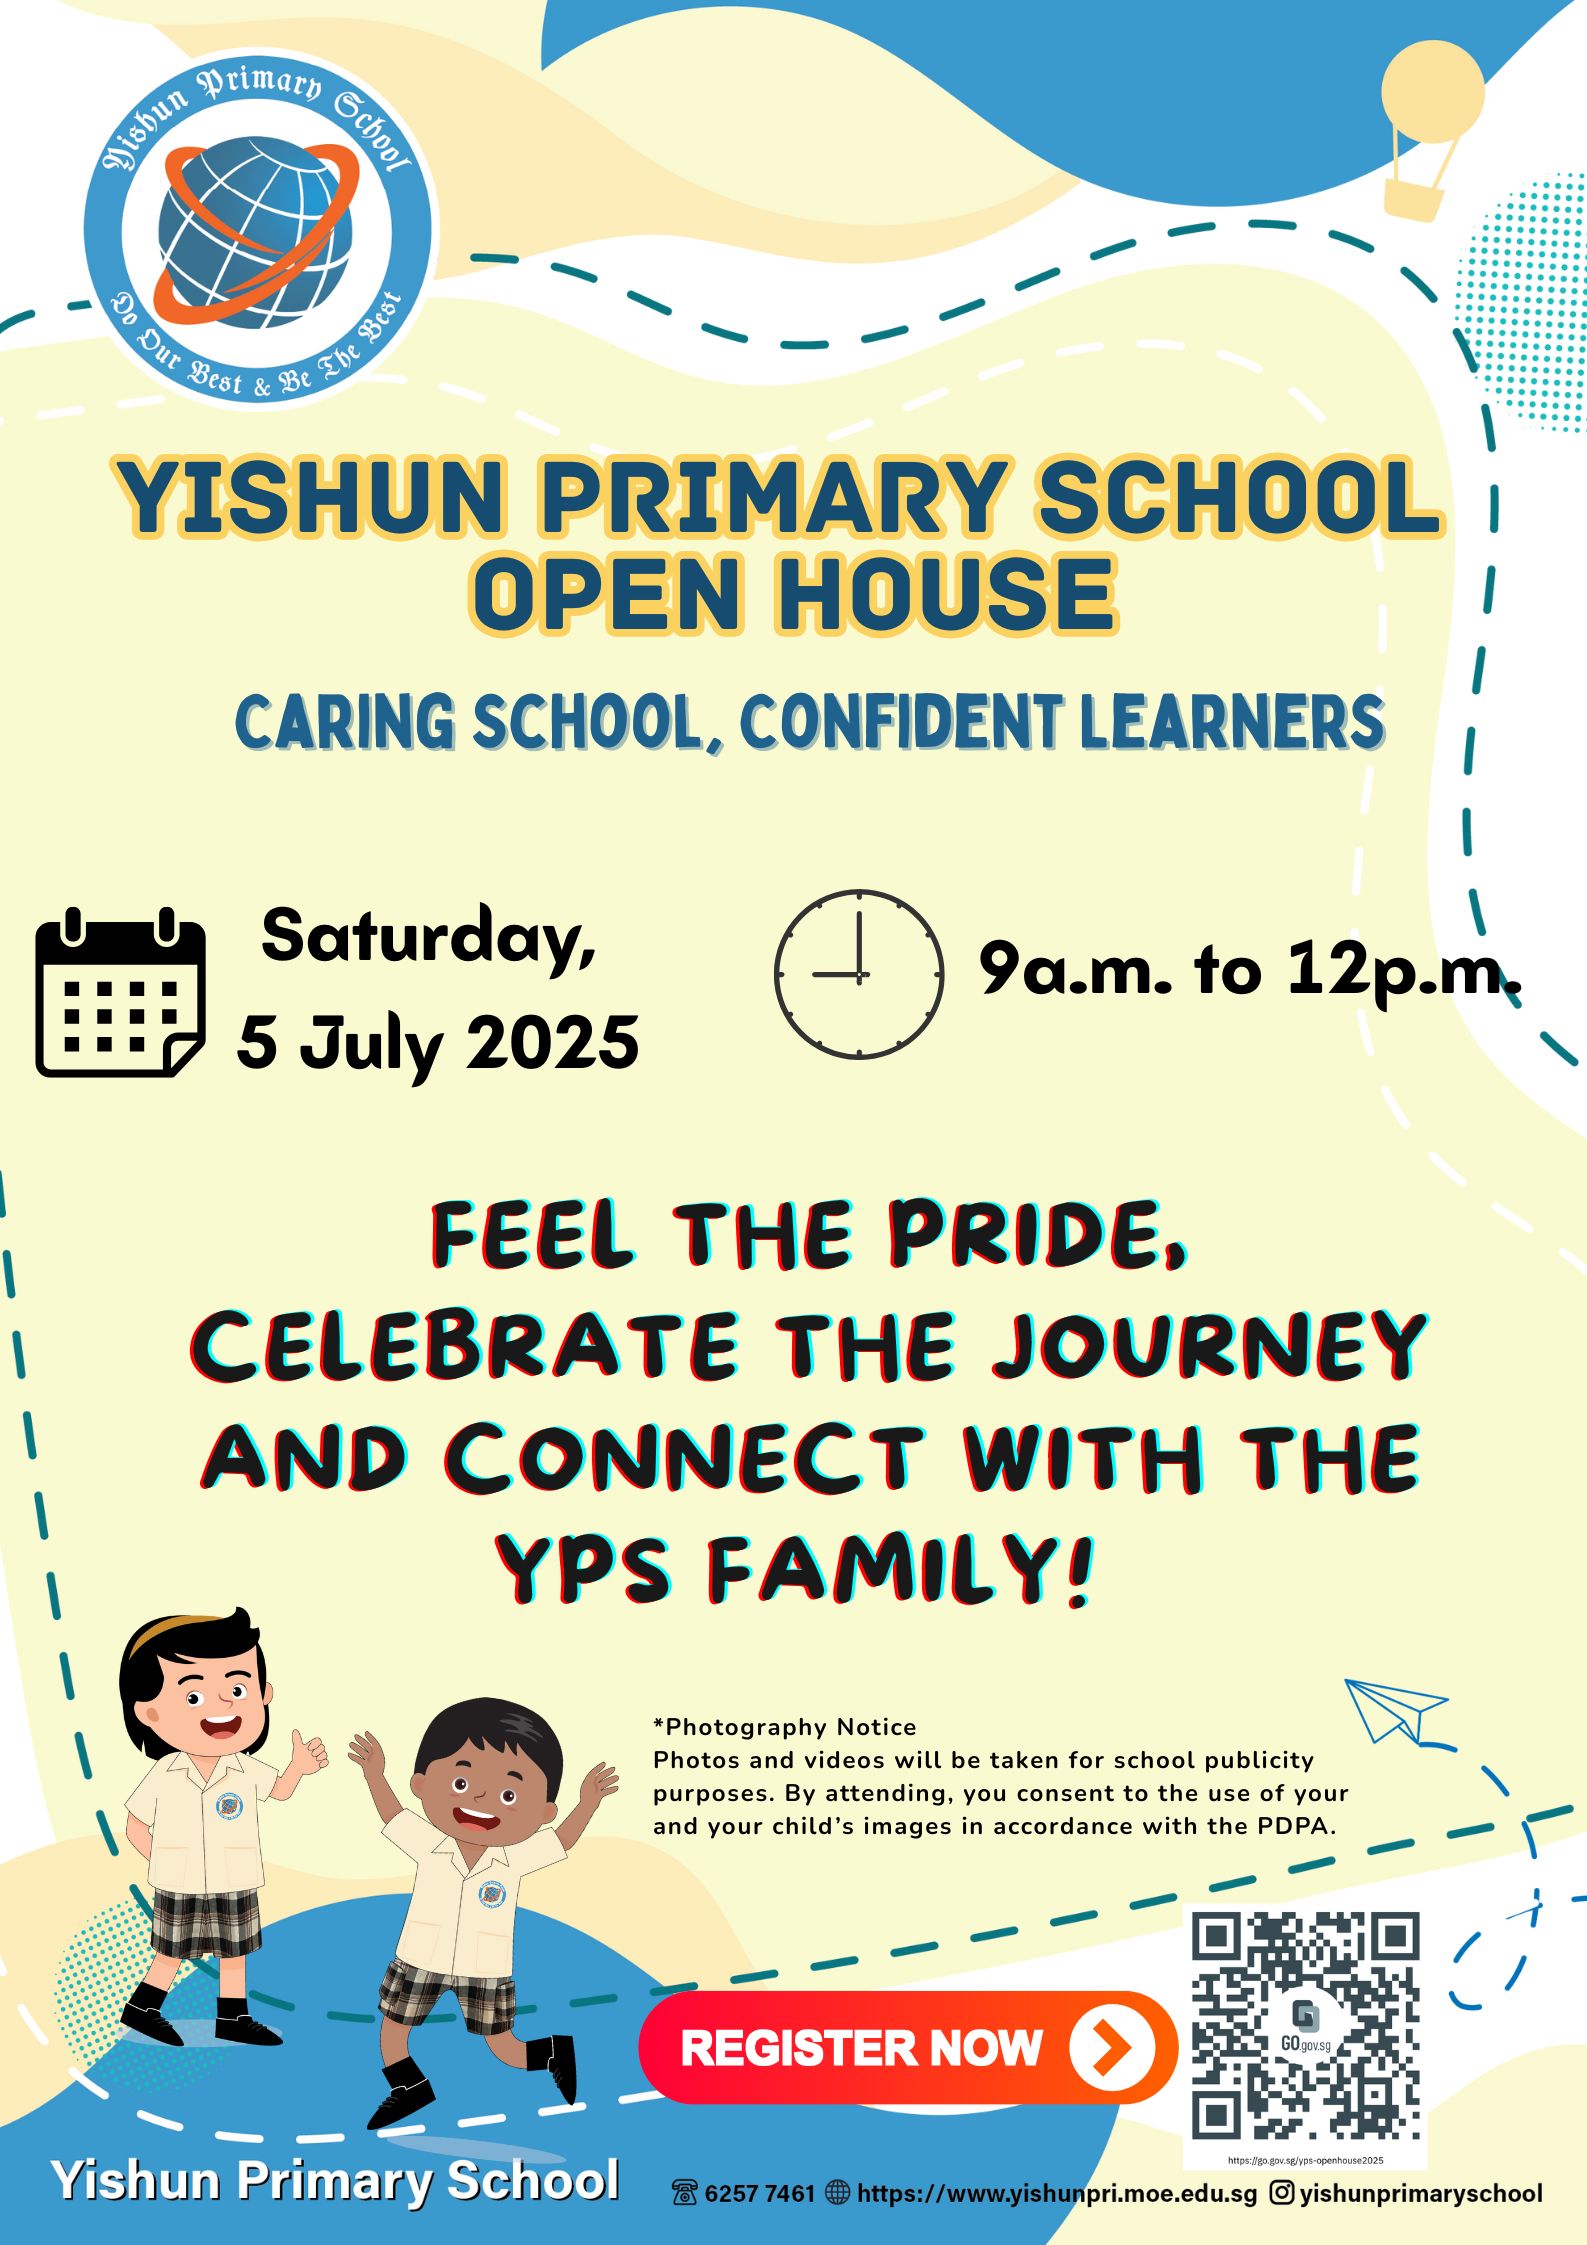 Yishun Primary School
Do Our Best & Be The Best
YISHUN PRIMARY SCHOOL
OPEN HOUSE
CARING SCHOOL, CONFIDENT LEARNERS
Saturday,
5 July 2025
9a.m. to 12p.m.
FEEL THE PRIDE,
CELEBRATE THE JOURNEY
AND CONNECT WITH THE
YPS FAMILY!
*Photography Notice
Photos and videos will be taken for school publicity
purposes. By attending, you consent to the use of your
and your child's images in accordance with the PDPA.
REGISTER NOW
GO.gov.sg
https://go.gov.sg/yps-openhouse2025
Yishun Primary School
6257 7461 https://www.yishunpri.moe.edu.sg yishunprimaryschool